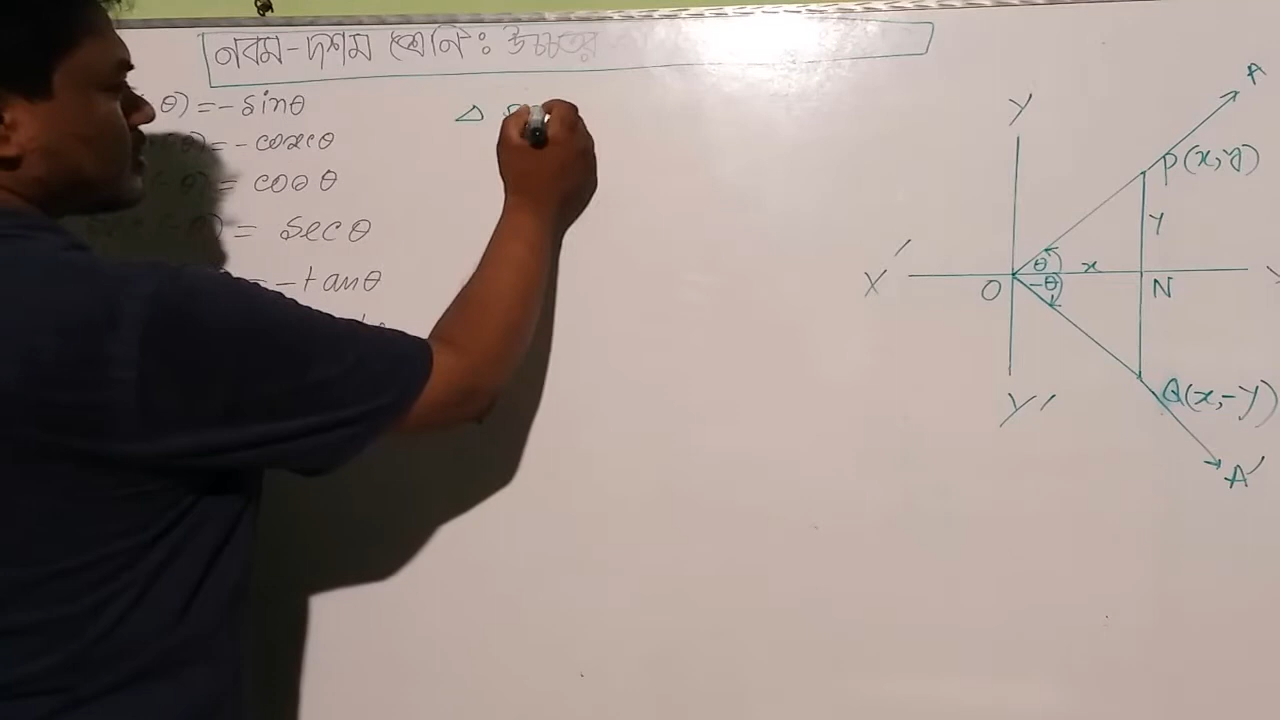 নবম-দশম শ্রেনি: উচ্চতর
θ) = - sinθ
θ) = - cosecθ
θ) = cosθ
) = secθ
= - tanθ
Δ
Y
A
P(x, y)
Y
X′
θ
x
O
-θ
N
Y′
Q(x, -y)
A′